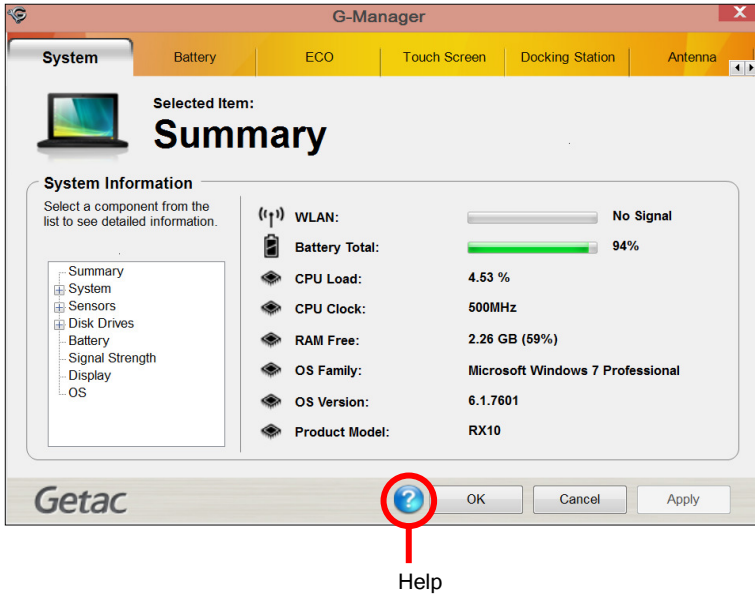 G-Manager
X
System Battery ECO Touch Screen Docking Station Antenna
Selected Item:
Summary
System Information
Select a component from the
list to see detailed information.
Summary
System
Sensors
Disk Drives
Battery
Signal Strength
Display
OS
WLAN: No Signal
Battery Total: 94%
CPU Load: 4.53 %
CPU Clock: 500MHz
RAM Free: 2.26 GB (59%)
OS Family: Microsoft Windows 7 Professional
OS Version: 6.1.7601
Product Model: RX10
Getac ? OK Cancel Apply
Help